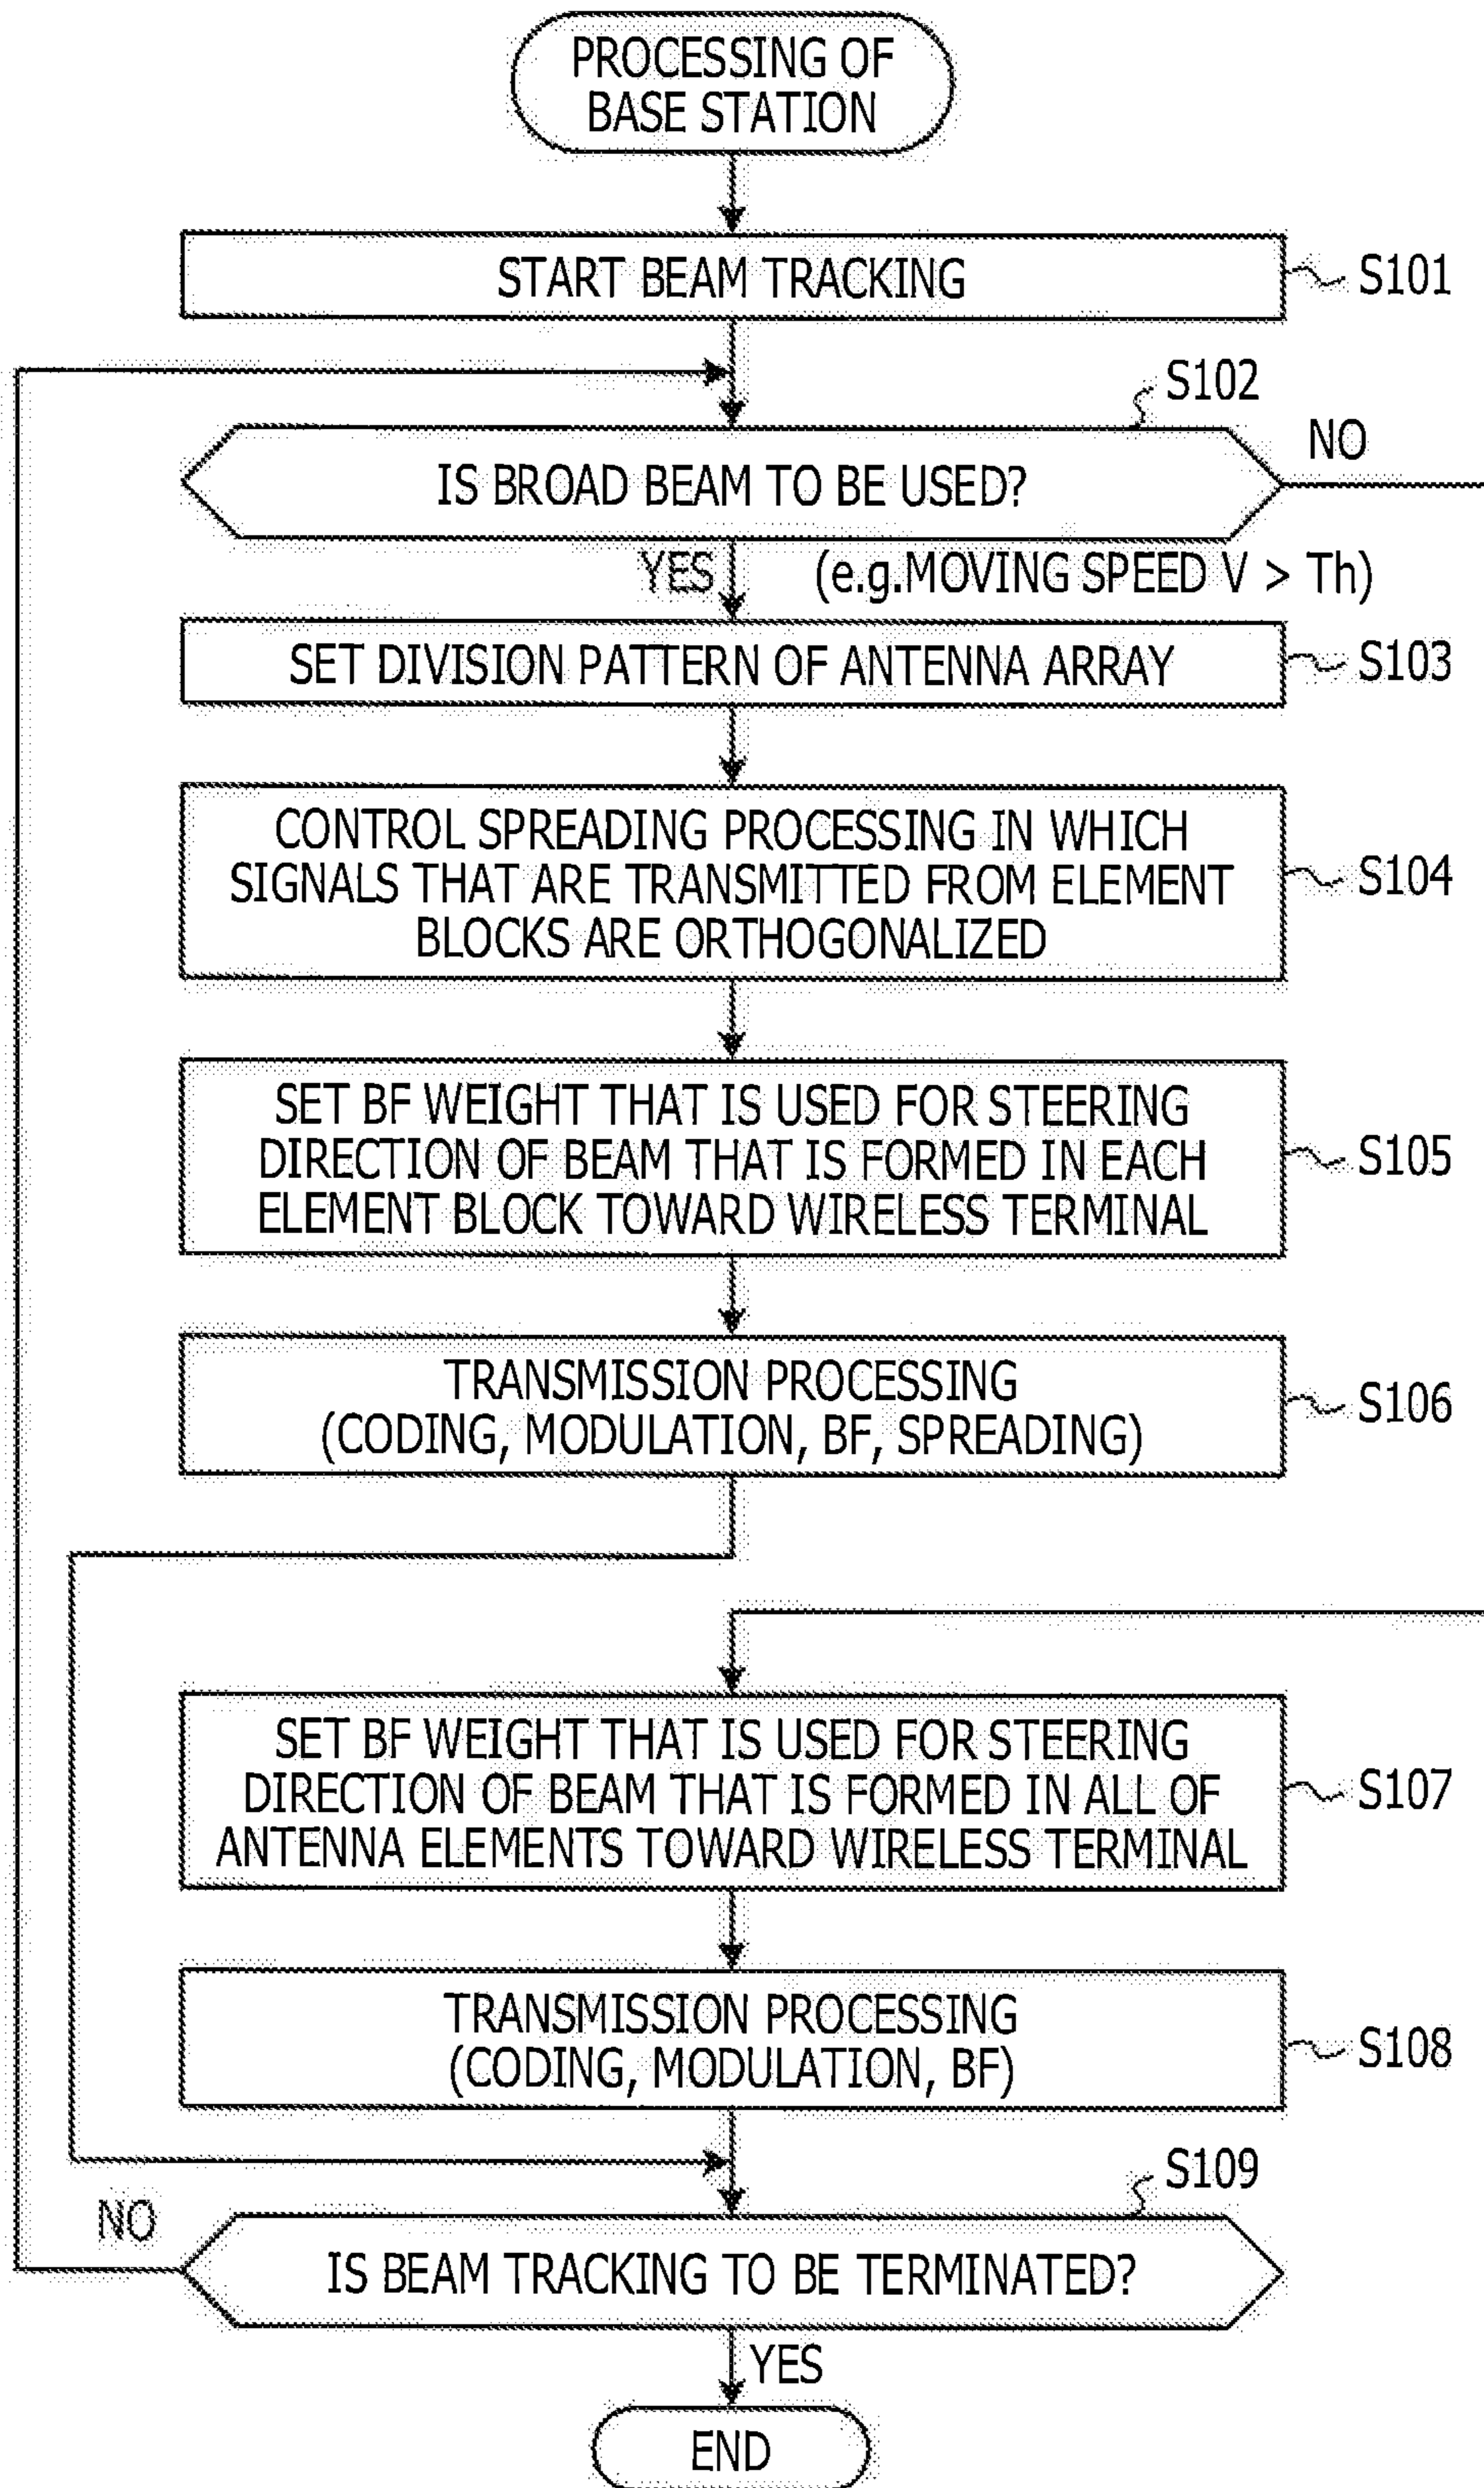 PROCESSING OF
BASE STATION
START BEAM TRACKING
S101
S102
IS BROAD BEAM TO BE USED?
NO
YES
(e.g.MOVING SPEED V > Th)
SET DIVISION PATTERN OF ANTENNA ARRAY
S103
CONTROL SPREADING PROCESSING IN WHICH
SIGNALS THAT ARE TRANSMITTED FROM ELEMENT
BLOCKS ARE ORTHOGONALIZED
S104
SET BF WEIGHT THAT IS USED FOR STEERING
DIRECTION OF BEAM THAT IS FORMED IN EACH
ELEMENT BLOCK TOWARD WIRELESS TERMINAL
S105
TRANSMISSION PROCESSING
(CODING, MODULATION, BF, SPREADING)
S106
SET BF WEIGHT THAT IS USED FOR STEERING
DIRECTION OF BEAM THAT IS FORMED IN ALL OF
ANTENNA ELEMENTS TOWARD WIRELESS TERMINAL
S107
TRANSMISSION PROCESSING
(CODING, MODULATION, BF)
S108
S109
NO
IS BEAM TRACKING TO BE TERMINATED?
YES
END